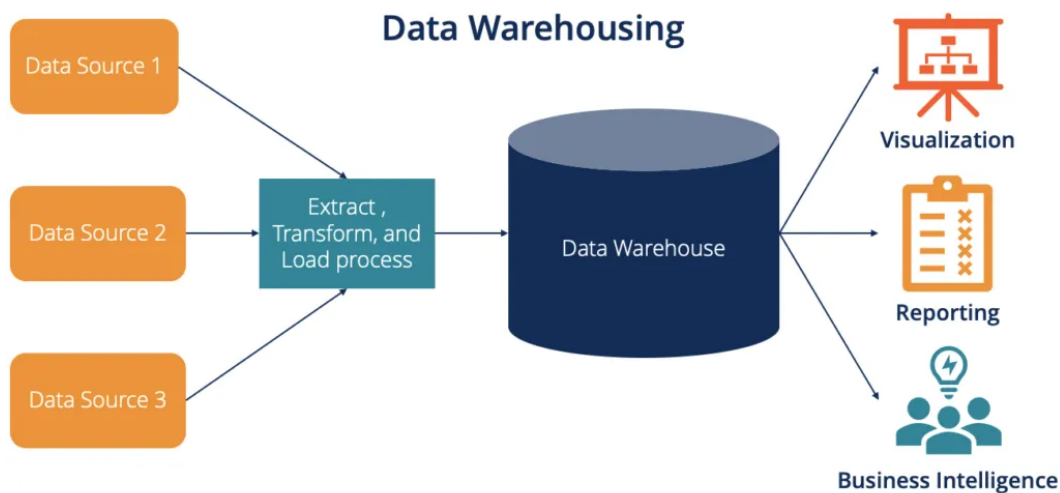 Data Warehousing
Data Source 1
Data Source 2
Data Source 3
Extract ,
Transform, and
Load process
Data Warehouse
Visualization
Reporting
Business Intelligence